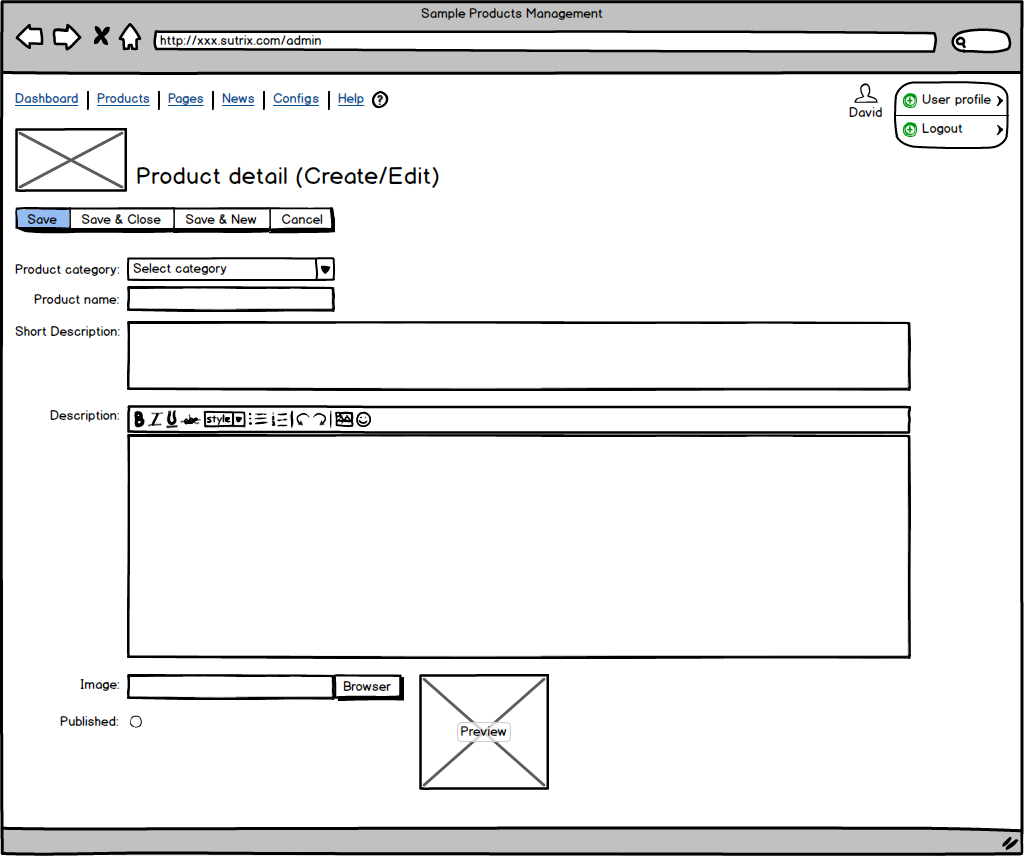 Sample Products Management
http://xxx.sutrix.com/admin
Dashboard Products Pages News Configs Help ?
David
User profile
Logout
Product detail (Create/Edit)
Save Save & Close Save & New Cancel
Product category: Select category
Product name:
Short Description:
Description: B I U abc style
Image: Browser
Preview
Published: